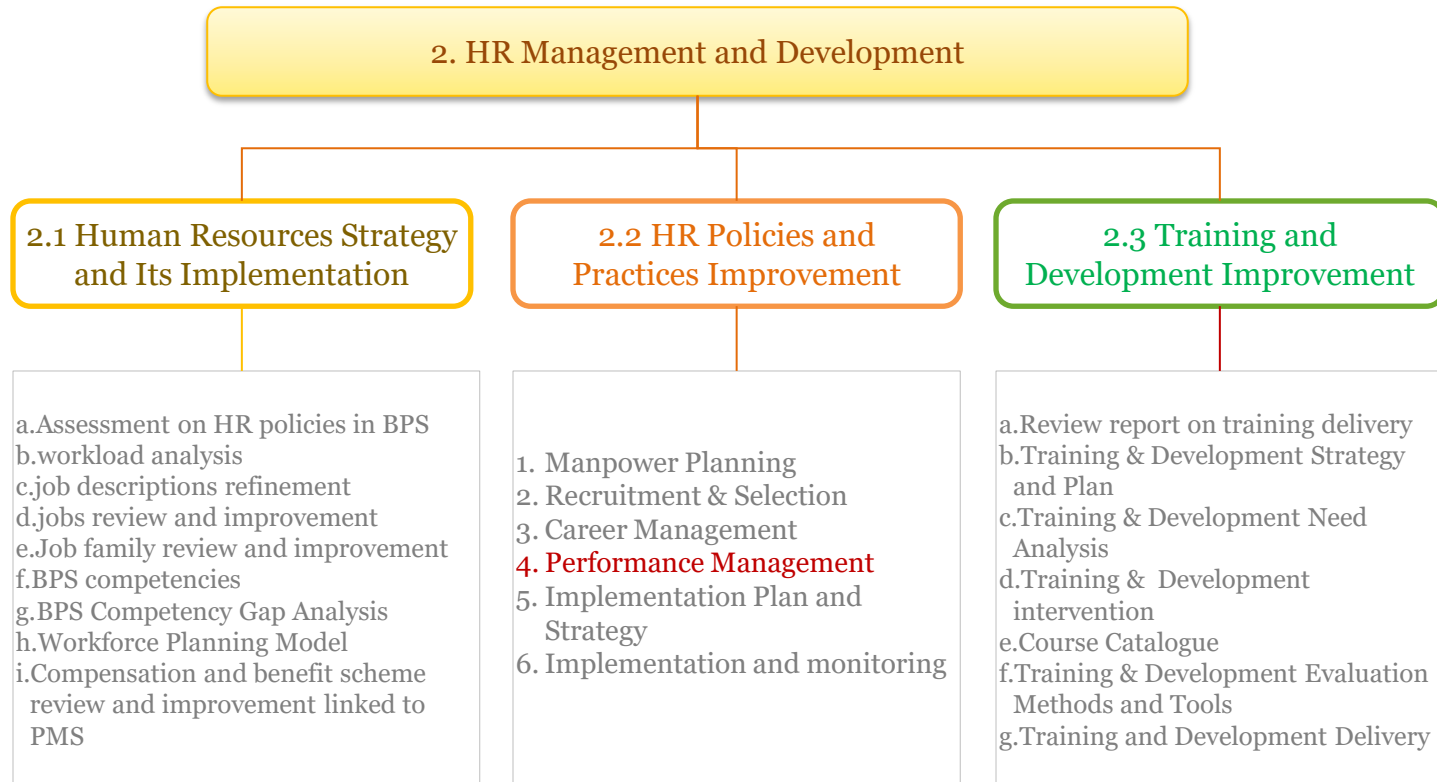 2. HR Management and Development
2.1 Human Resources Strategy
and Its Implementation
a.Assessment on HR policies in BPS
b.workload analysis
c.job descriptions refinement
d.jobs review and improvement
e.Job family review and improvement
f.BPS competencies
g.BPS Competency Gap Analysis
h.Workforce Planning Model
i.Compensation and benefit scheme
review and improvement linked to
PMS
2.2 HR Policies and
Practices Improvement
1. Manpower Planning
2. Recruitment & Selection
3. Career Management
4. Performance Management
5. Implementation Plan and
Strategy
6. Implementation and monitoring
2.3 Training and
Development Improvement
a.Review report on training delivery
b.Training & Development Strategy
and Plan
c.Training & Development Need
Analysis
d.Training & Development
intervention
e.Course Catalogue
f.Training & Development Evaluation
Methods and Tools
g.Training and Development Delivery